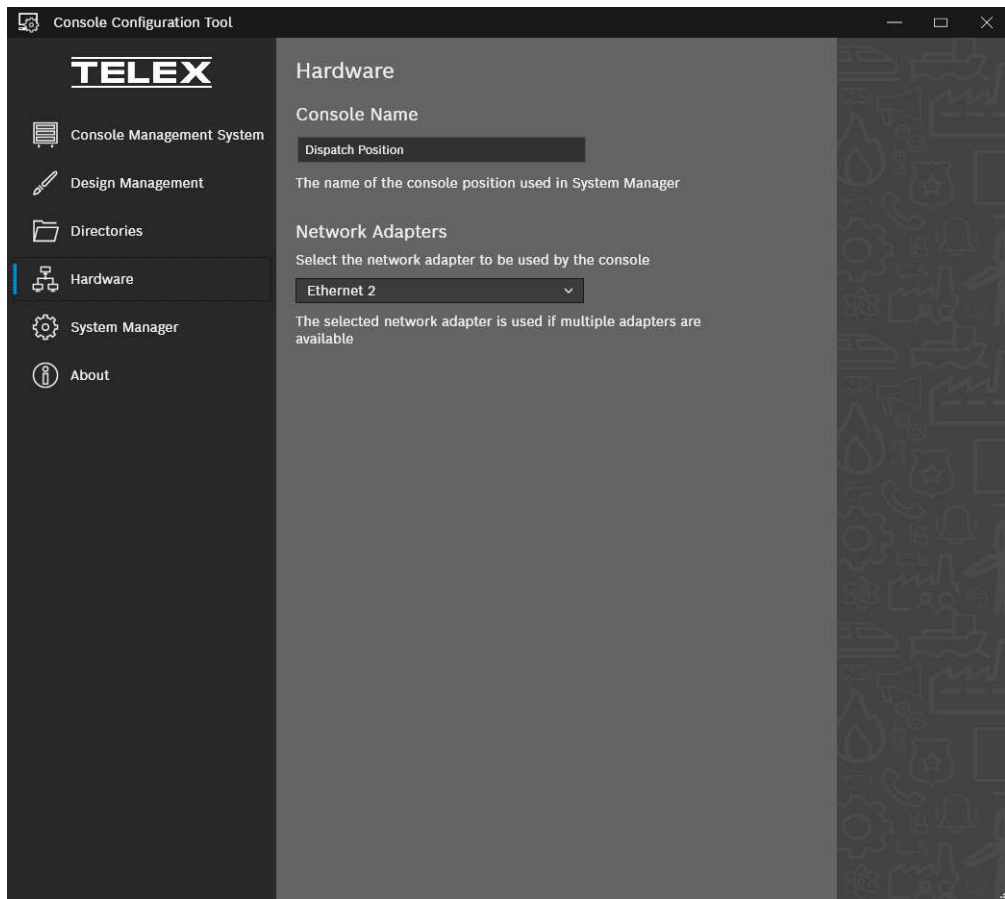 Console Configuration Tool
TELEX
Console Management System
Design Management
Directories
Hardware
System Manager
About
Hardware
Console Name
Dispatch Position
The name of the console position used in System Manager
Network Adapters
Select the network adapter to be used by the console
Ethernet 2
The selected network adapter is used if multiple adapters are
available